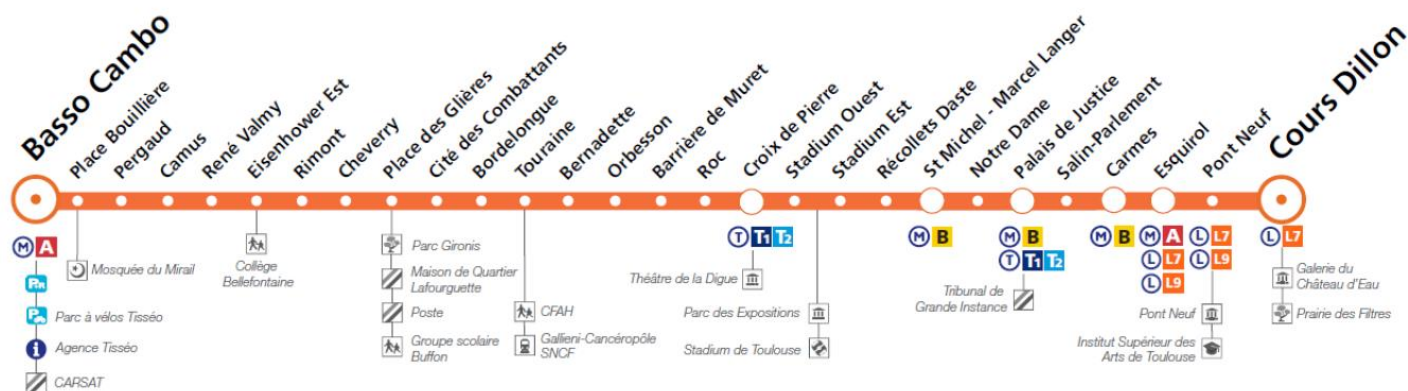 Basso Cambo
Place Bouillière
Pergaud
Camus
René Valmy
Eisenhower Est
Rimont
Cheverry
Place des Glières
Cité des Combattants
Bordelongue
Touraine
Bernadette
Orbesson
Barrière de Muret
Roc
Croix de Pierre
Stadium Ouest
Stadium Est
Récollets Daste
St Michel - Marcel Langer
Notre Dame
Palais de Justice
Salin-Parlement
Carmes
Esquirol
Pont Neuf
Cours Dillon
M A
P+R
P
Parc à vélos Tisséo
i
Agence Tisséo
CARSAT
Mosquée du Mirail
Collège
Bellefontaine
Parc Gironis
Maison de Quartier
Lafourguette
Poste
Groupe scolaire
Buffon
CFAH
Gallieni-Cancéropôle
SNCF
T T1 T2
Théâtre de la Digue
Parc des Expositions
Stadium de Toulouse
M B
M B
T T1 T2
Tribunal de
Grande Instance
M B
M A
L L7
L L9
L L7
L L9
Pont Neuf
Institut Supérieur des
Arts de Toulouse
L L7
Galerie du
Château d'Eau
Prairie des Filtres